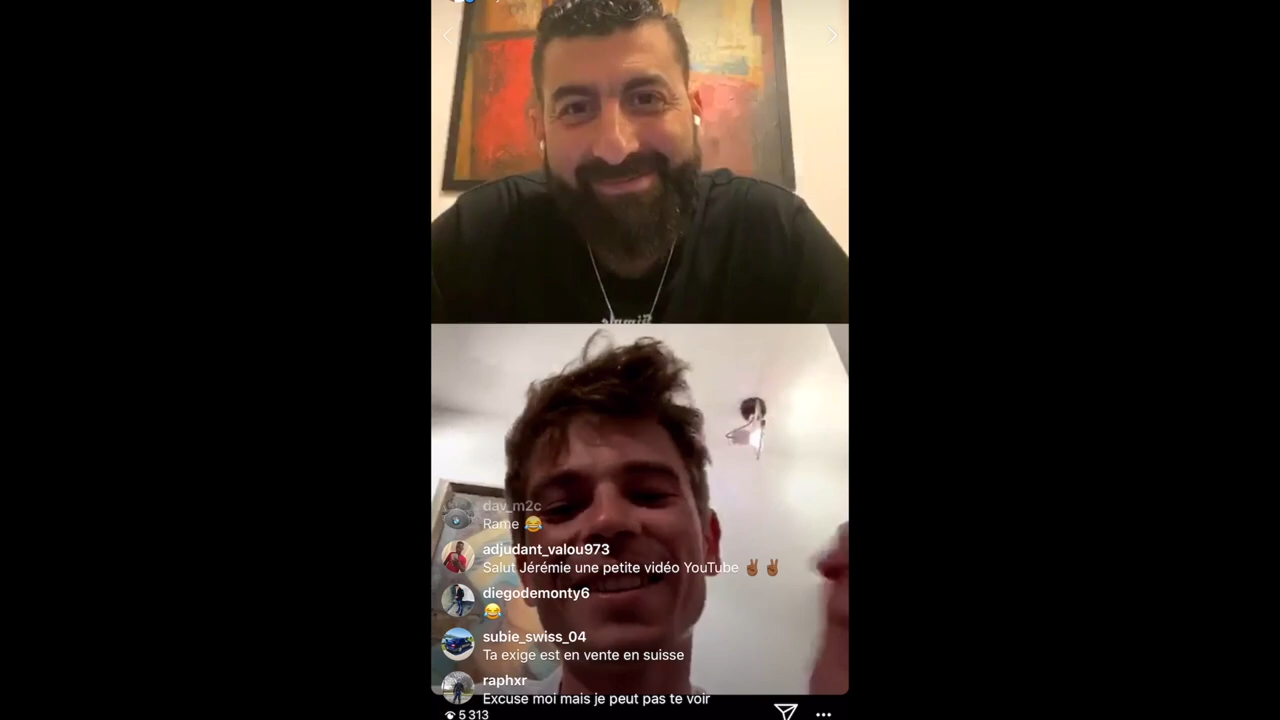 dav_m2c
Rame 😂
adjudant_valou973
Salut Jérémie une petite vidéo YouTube ✌🏾✌🏾
diegodemonty6
😂
subie_swiss_04
Ta exige est en vente en suisse
raphxr
Excuse moi mais je peut pas te voir
5 313